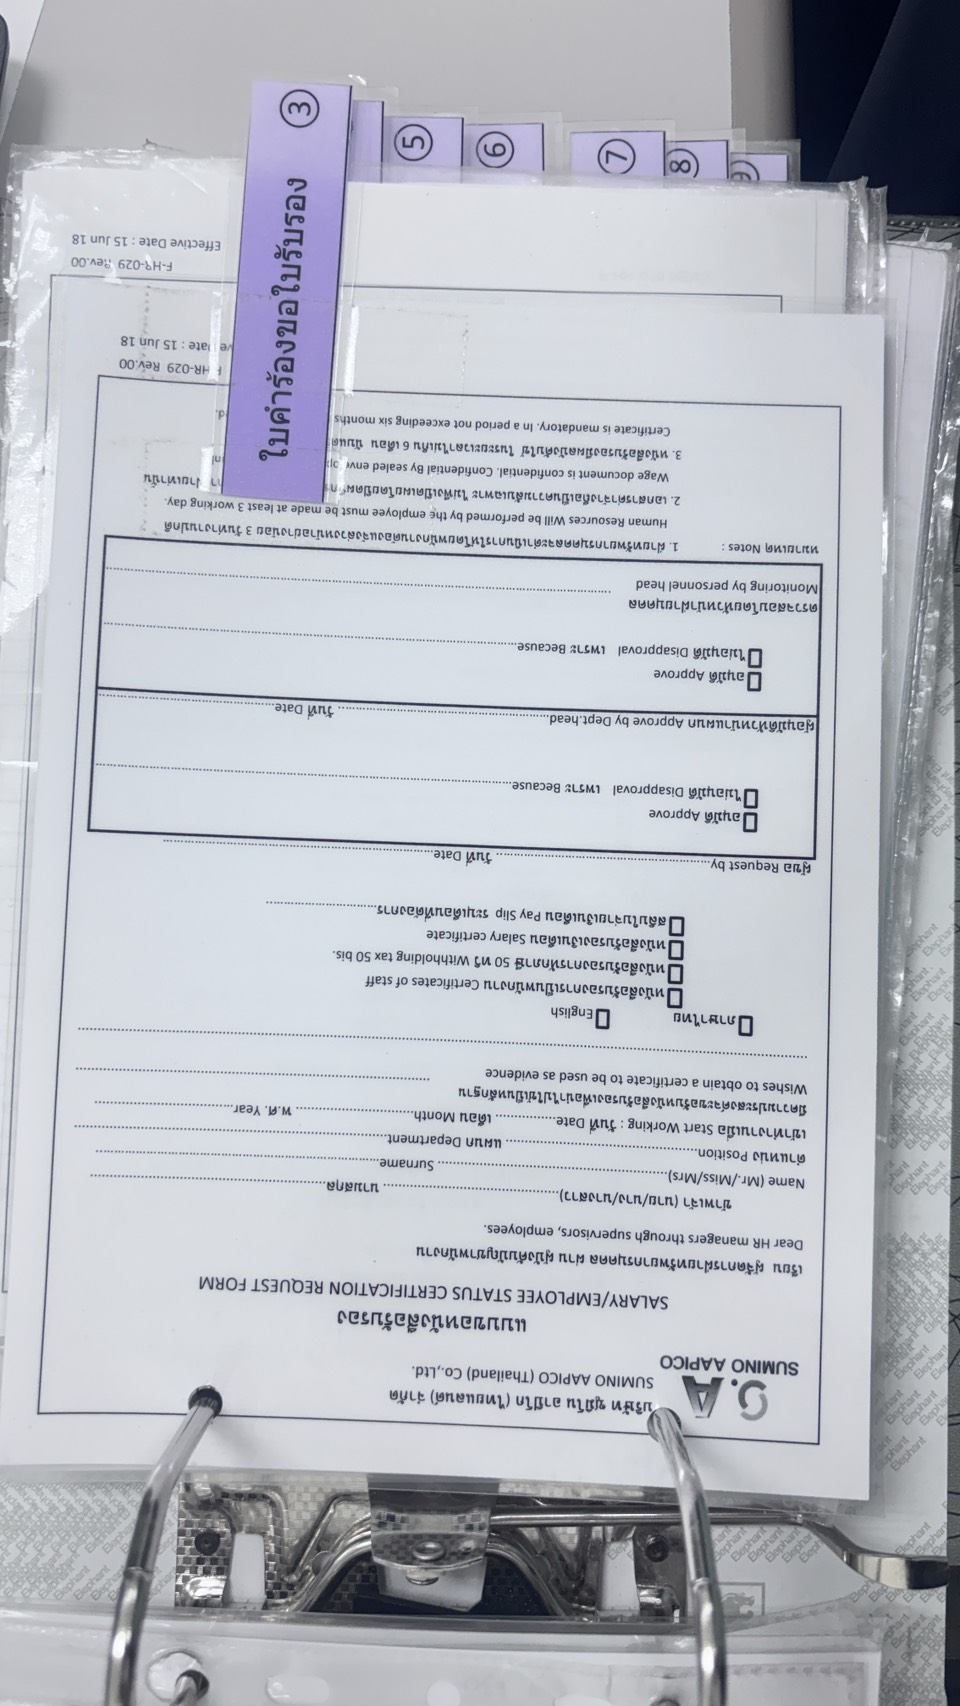 S.A
SUMINO AAPICO
บริษัท ซูมิโน อาปิโก (ไทยแลนด์) จำกัด
SUMINO AAPICO (Thailand) Co.,Ltd.
แบบขอหนังสือรับรอง
SALARY/EMPLOYEE STATUS CERTIFICATION REQUEST FORM
เรียน ผู้จัดการฝ่ายทรัพยากรบุคคล ผ่าน ผู้บังคับบัญชาพนักงาน
Dear HR managers through supervisors, employees.
ข้าพเจ้า (นาย/นาง/นางสาว)........................................ นามสกุล........................................
Name (Mr./Miss/Mrs)........................................ Surname........................................
ตำแหน่ง Position........................................ แผนก Department........................................
เข้าทำงานเมื่อ Start Working : วันที่ Date............... เดือน Month............................ พ.ศ. Year............................
มีความประสงค์จะขอรับหนังสือรับรองเพื่อนำไปใช้เป็นหลักฐาน
Wishes to obtain a certificate to be used as evidence ........................................
ภาษาไทย English
หนังสือรับรองการเป็นพนักงาน Certificates of staff
หนังสือรับรองการหักภาษี 50 ทวิ Withholding tax 50 bis.
หนังสือรับรองเงินเดือน Salary certificate
สลิบใบจ่ายเงินเดือน Pay Slip ระบุเดือนที่ต้องการ............................
ผู้ขอ Request by........................................ วันที่ Date........................................
อนุมัติ Approve
ไม่อนุมัติ Disapproval เพราะ Because........................................
ผู้อนุมัติหัวหน้าแผนก Approve by Dept.head........................................ วันที่ Date........................................
อนุมัติ Approve
ไม่อนุมัติ Disapproval เพราะ Because........................................
ตรวจสอบโดยหัวหน้าฝ่ายบุคคล
Monitoring by personnel head ........................................
หมายเหตุ Notes : 1. ฝ่ายทรัพยากรบุคคลจะดำเนินการให้โดยพนักงานต้องแจ้งล่วงหน้าอย่างน้อย 3 วันทำงานปกติ
Human Resources Will be performed by the employee must be made at least 3 working day.
2. เอกสารค่าจ้างถือเป็นความลับเฉพาะ ไม่พึงเปิดเผยโดยปิดผนึก ฝ่ายเท่านั้น
Wage document is confidential. Confidential By sealed
3. หนังสือรับรองมีผลบังคับใช้ ในระยะเวลาไม่เกิน 6 เดือน นับแต่
Certificate is mandatory. In a period not exceeding six months
HR-029 Rev.00
Date : 15 Jun 18
F-HR-029 Rev.00
Effective Date : 15 Jun 18
ใบคำร้องขอใบรับรอง 3
9 8 7 6 5